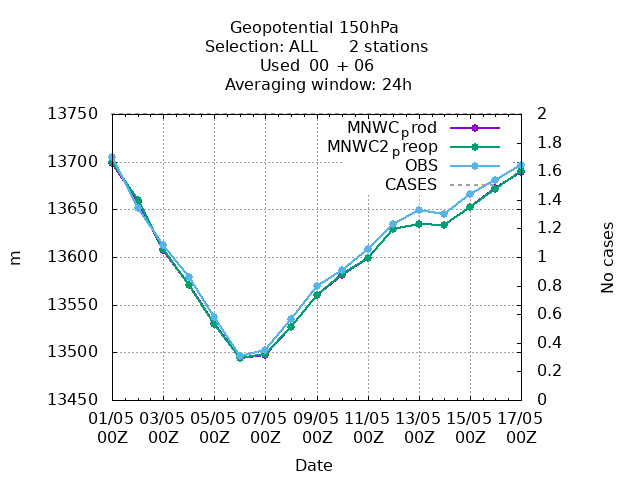 Geopotential 150hPa
Selection: ALL      2 stations
Used  00 + 06
Averaging window: 24h
MNWC_prod
MNWC2_preop
OBS
CASES
13750
13700
13650
13600
13550
13500
13450
m
2
1.8
1.6
1.4
1.2
1
0.8
0.6
0.4
0.2
0
No cases
01/05 03/05 05/05 07/05 09/05 11/05 13/05 15/05 17/05
00Z 00Z 00Z 00Z 00Z 00Z 00Z 00Z 00Z
Date